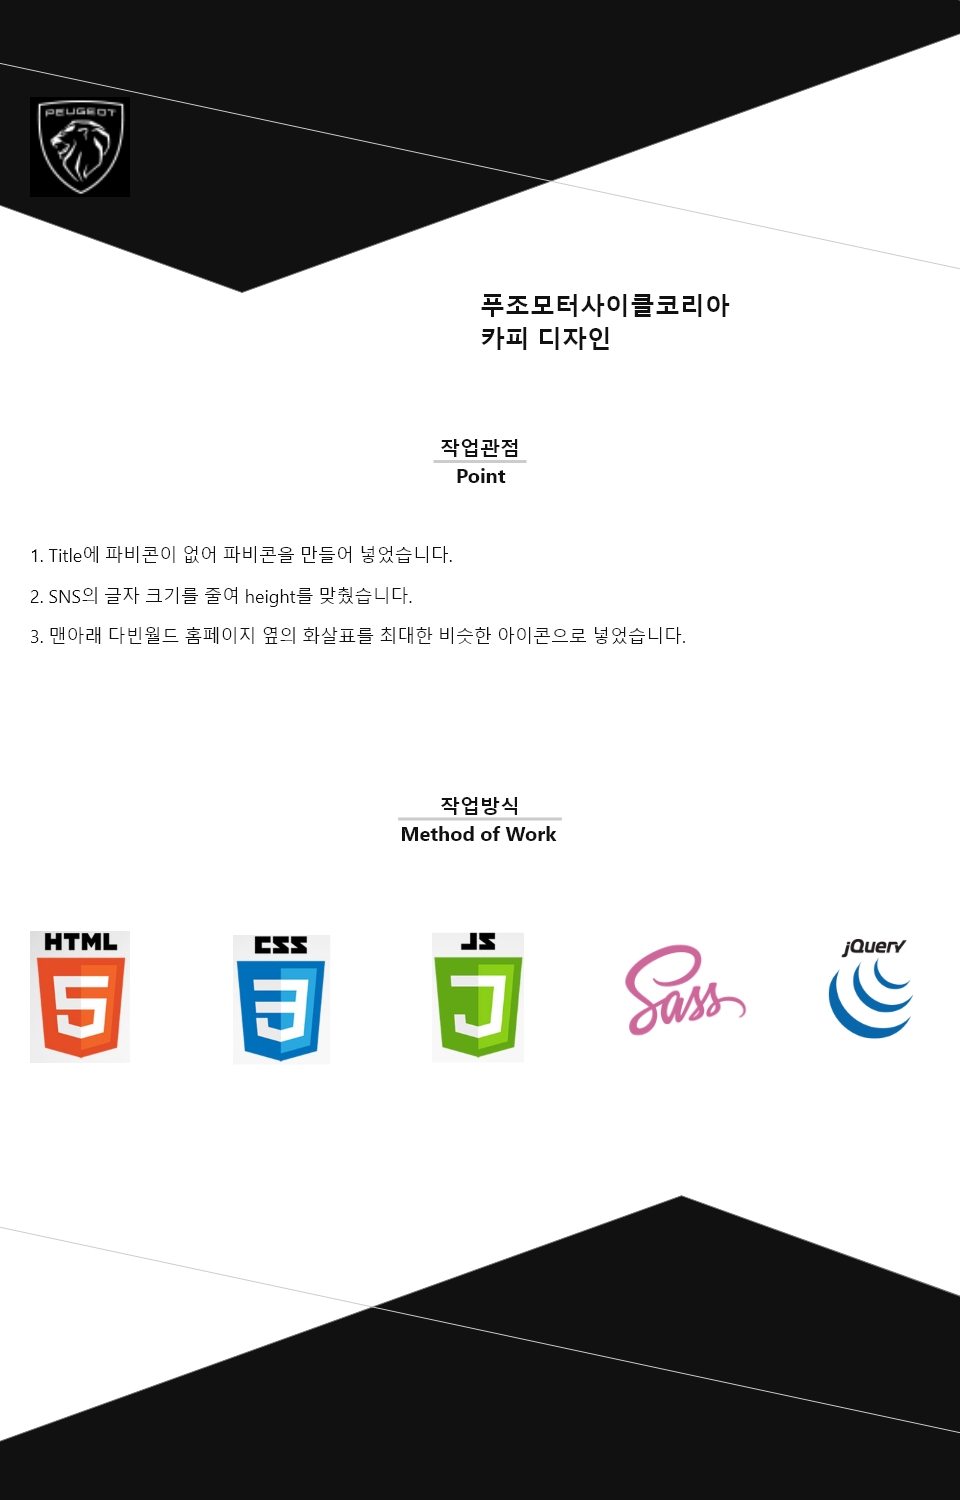 PEUGEOT
푸조모터사이클코리아
카피 디자인
작업관점
Point
1. Title에 파비콘이 없어 파비콘을 만들어 넣었습니다.
2. SNS의 글자 크기를 줄여 height를 맞췄습니다.
3. 맨아래 다빈월드 홈페이지 옆의 화살표를 최대한 비슷한 아이콘으로 넣었습니다.
작업방식
Method of Work
HTML
5
CSS
3
JS
J
Sass
jQuery